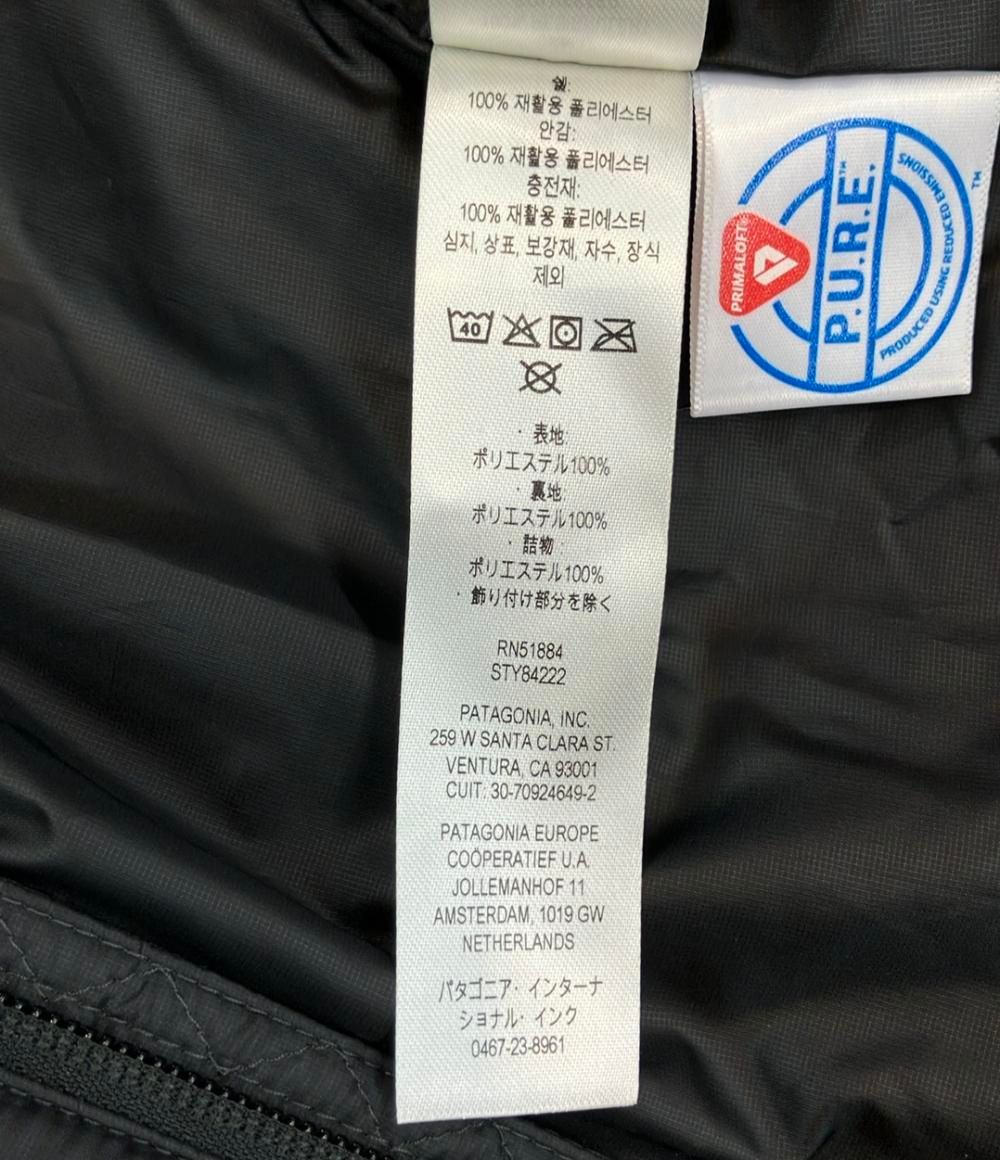 쉘:
100% 재활용 폴리에스터
안감:
100% 재활용 폴리에스터
충전재:
100% 재활용 폴리에스터
심지, 상표, 보강재, 자수, 장식
제외
40
・表地:
ポリエステル100%
・裏地:
ポリエステル100%
・詰物:
ポリエステル100%
・飾り付け部分を除く
RN51884
STY84222
PATAGONIA, INC.
259 W SANTA CLARA ST.
VENTURA, CA 93001
CUIT: 30-70924649-2
PATAGONIA EUROPE
COÖPERATIEF U.A.
JOLLEMANHOF 11
AMSTERDAM, 1019 GW
NETHERLANDS
パタゴニア・インターナ
ショナル・インク
0467-23-8961
PRIMALOFT®
P.U.R.E.™
PRODUCED USING REDUCED EMISSIONS
™